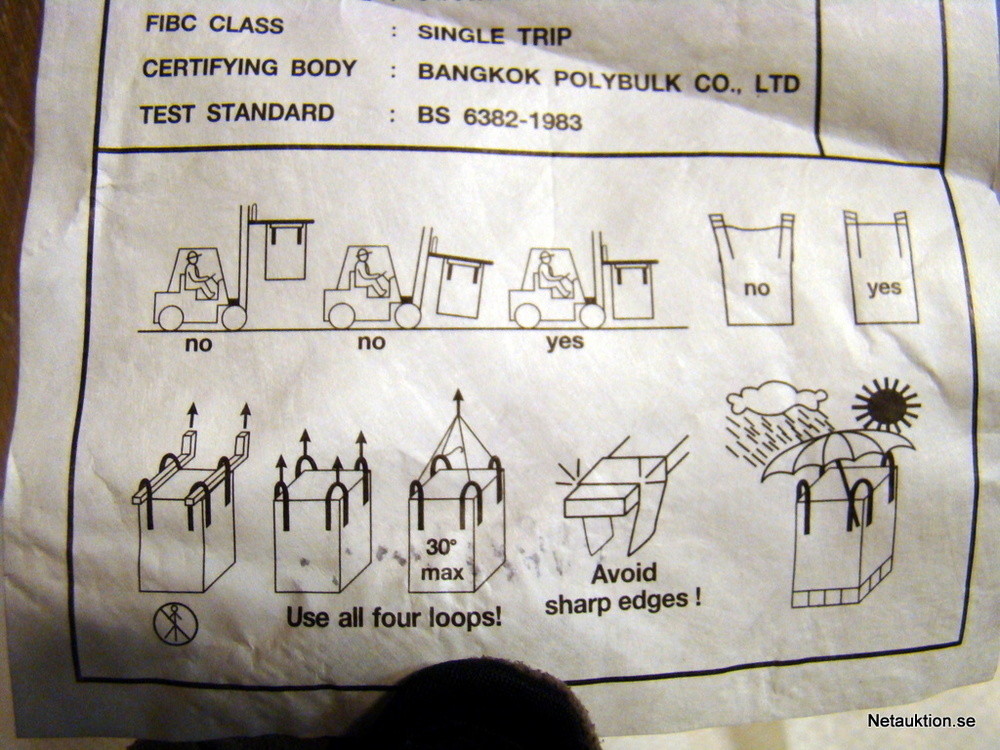 FIBC CLASS : SINGLE TRIP
CERTIFYING BODY : BANGKOK POLYBULK CO., LTD
TEST STANDARD : BS 6382-1983
no
yes
no
no
yes
30°
max
Use all four loops!
Avoid
sharp edges !
Netauktion.se